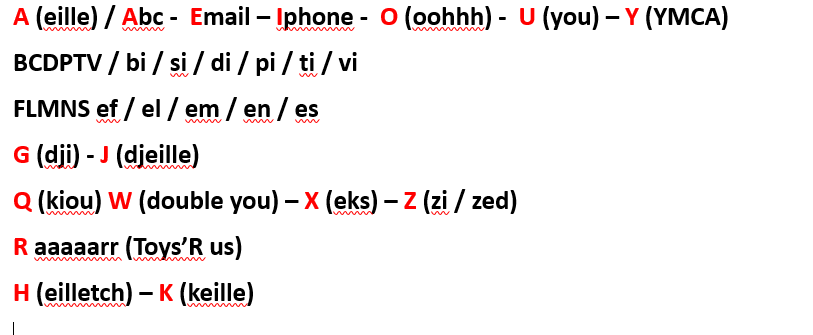 A (eille) / Abc - Email – Iphone - O (oohhh) - U (you) – Y (YMCA)
BCDPTV / bi / si / di / pi / ti / vi
FLMNS ef / el / em / en / es
G (dji) - J (djeille)
Q (kiou) W (double you) – X (eks) – Z (zi / zed)
R aaaaarr (Toys’R us)
H (eilletch) – K (keille)